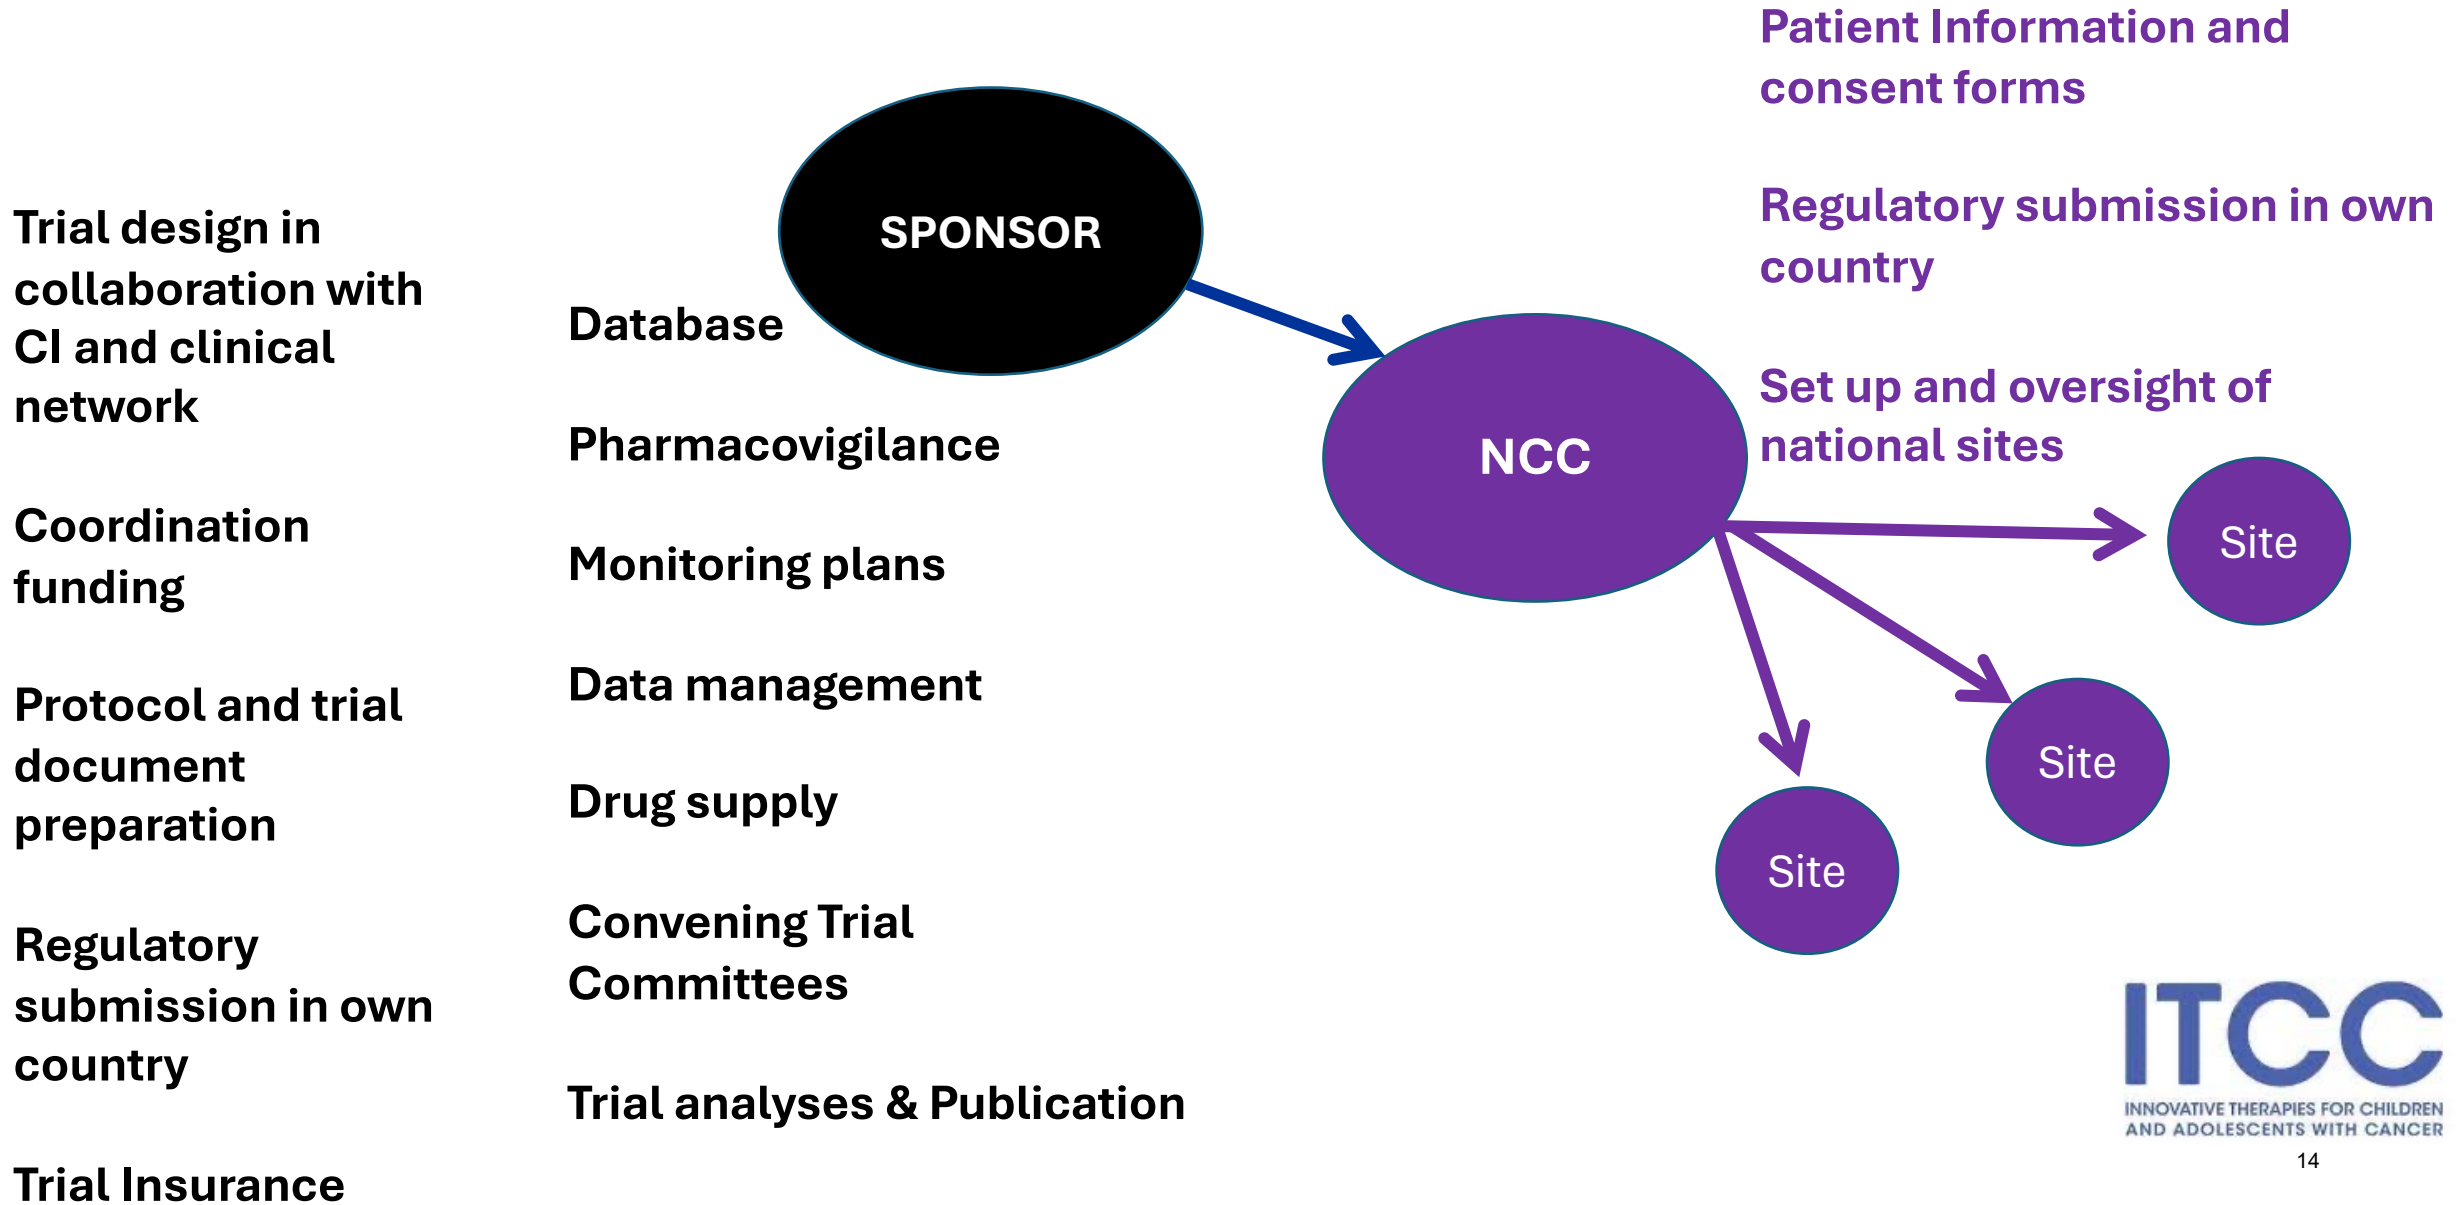 Trial design in
collaboration with
CI and clinical
network
Coordination
funding
Protocol and trial
document
preparation
Regulatory
submission in own
country
Trial Insurance
SPONSOR
Database
Pharmacovigilance
Monitoring plans
Data management
Drug supply
Convening Trial
Committees
Trial analyses & Publication
NCC
Patient Information and
consent forms
Regulatory submission in own
country
Set up and oversight of
national sites
Site
Site
Site
ITCC
INNOVATIVE THERAPIES FOR CHILDREN
AND ADOLESCENTS WITH CANCER
14